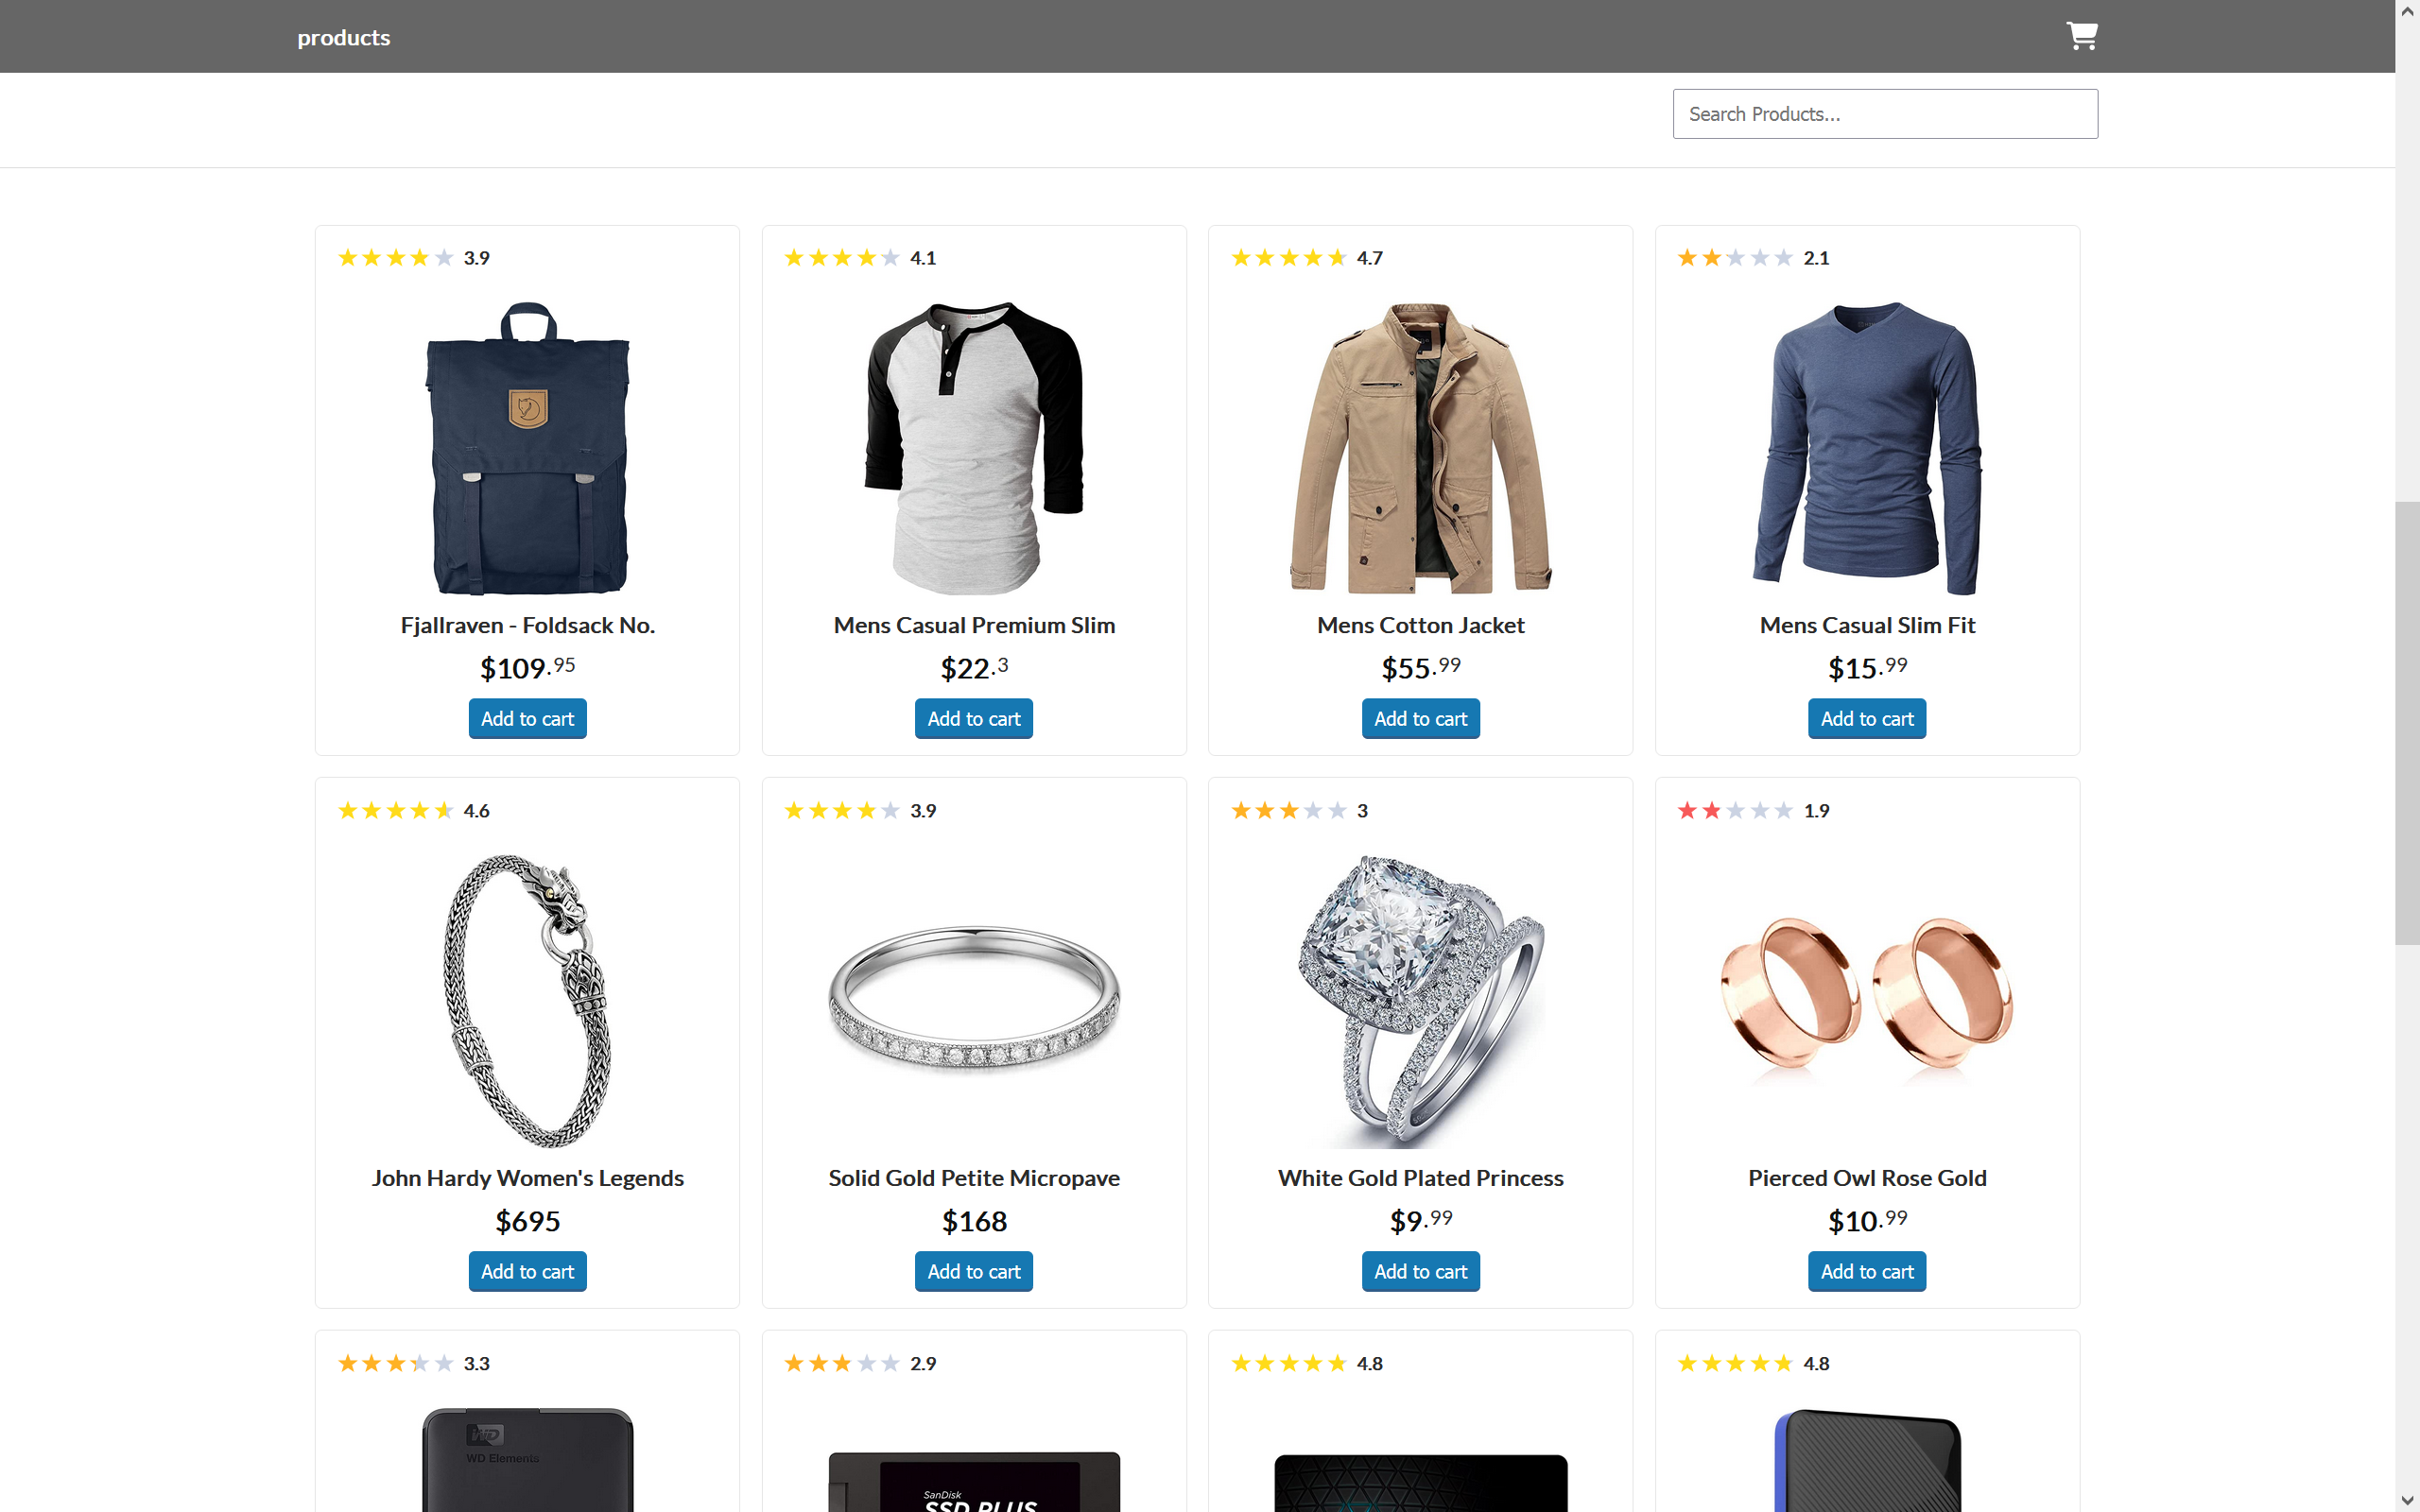 products
Search Products...
3.9
4.1
4.7
2.1
Fjallraven - Foldsack No.
Mens Casual Premium Slim
Mens Cotton Jacket
Mens Casual Slim Fit
$109.95
$22.3
$55.99
$15.99
Add to cart
Add to cart
Add to cart
Add to cart
4.6
3.9
3
1.9
John Hardy Women's Legends
Solid Gold Petite Micropave
White Gold Plated Princess
Pierced Owl Rose Gold
$695
$168
$9.99
$10.99
Add to cart
Add to cart
Add to cart
Add to cart
3.3
2.9
4.8
4.8
WD
WD Elements
SanDisk
SSD PLUS